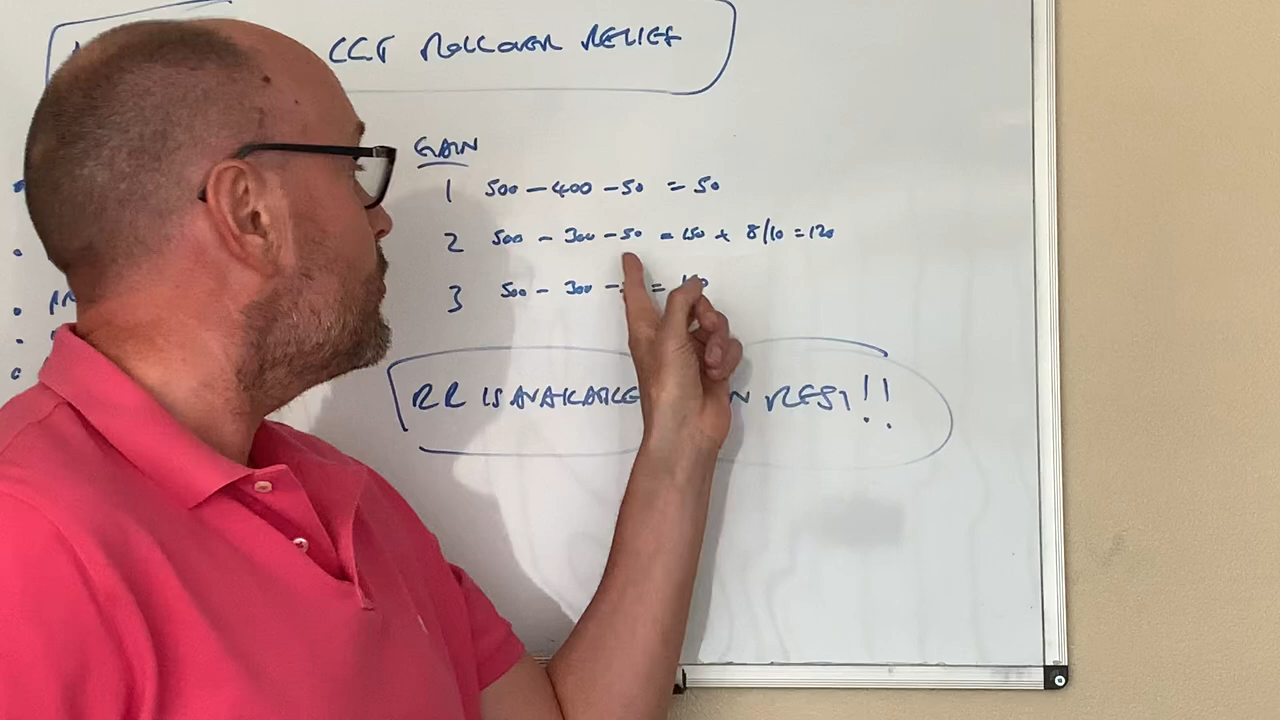 CGT ROLLOVER RELIEF
GAIN
1 500 - 400 - 50 = 50
2 500 - 300 - 50 = 150 x 8/10 = 120
3 500 - 300 - =
RR IS AVAILABLE REST!!